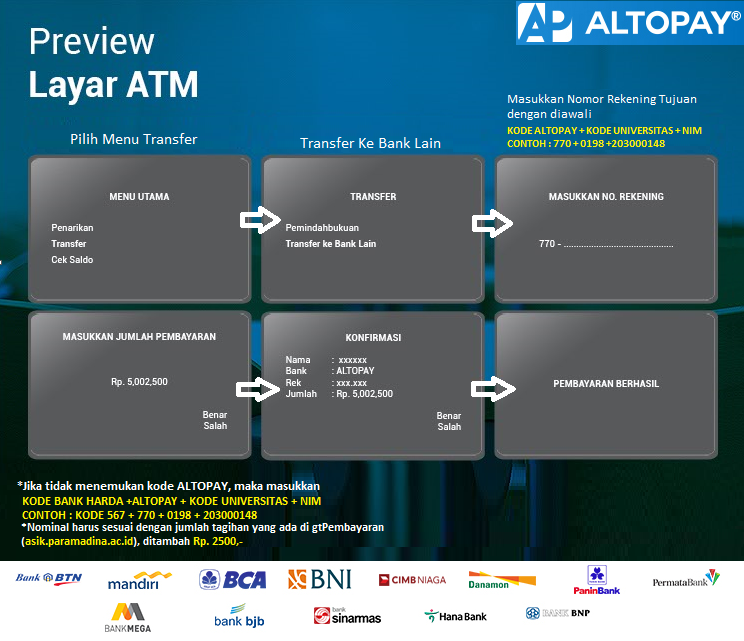 Preview
Layar ATM
AP ALTOPAY®
Pilih Menu Transfer
Transfer Ke Bank Lain
Masukkan Nomor Rekening Tujuan
dengan diawali
KODE ALTOPAY + KODE UNIVERSITAS + NIM
CONTOH : 770 + 0198 +203000148
MENU UTAMA
Penarikan
Transfer
Cek Saldo
TRANSFER
Pemindahbukuan
Transfer ke Bank Lain
MASUKKAN NO. REKENING
770 - ............................................
MASUKKAN JUMLAH PEMBAYARAN
Rp. 5,002,500
Benar
Salah
KONFIRMASI
Nama : xxxxxx
Bank : ALTOPAY
Rek : xxx.xxx
Jumlah : Rp. 5,002,500
Benar
Salah
PEMBAYARAN BERHASIL
*Jika tidak menemukan kode ALTOPAY, maka masukkan
KODE BANK HARDA +ALTOPAY + KODE UNIVERSITAS + NIM
CONTOH : KODE 567 + 770 + 0198 + 203000148
*Nominal harus sesuai dengan jumlah tagihan yang ada di gtPembayaran
(asik.paramadina.ac.id), ditambah Rp. 2500,-
Bank BTN
mandiri
BCA
BNI
CIMB NIAGA
Danamon
PaninBank
PermataBank
BANK MEGA
bank bjb
bank sinarmas
Hana Bank
BANK BNP